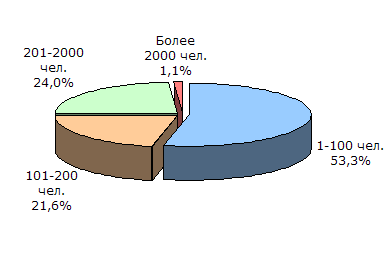 Более
2000 чел.
1,1%
201-2000
чел.
24,0%
1-100 чел.
53,3%
101-200
чел.
21,6%